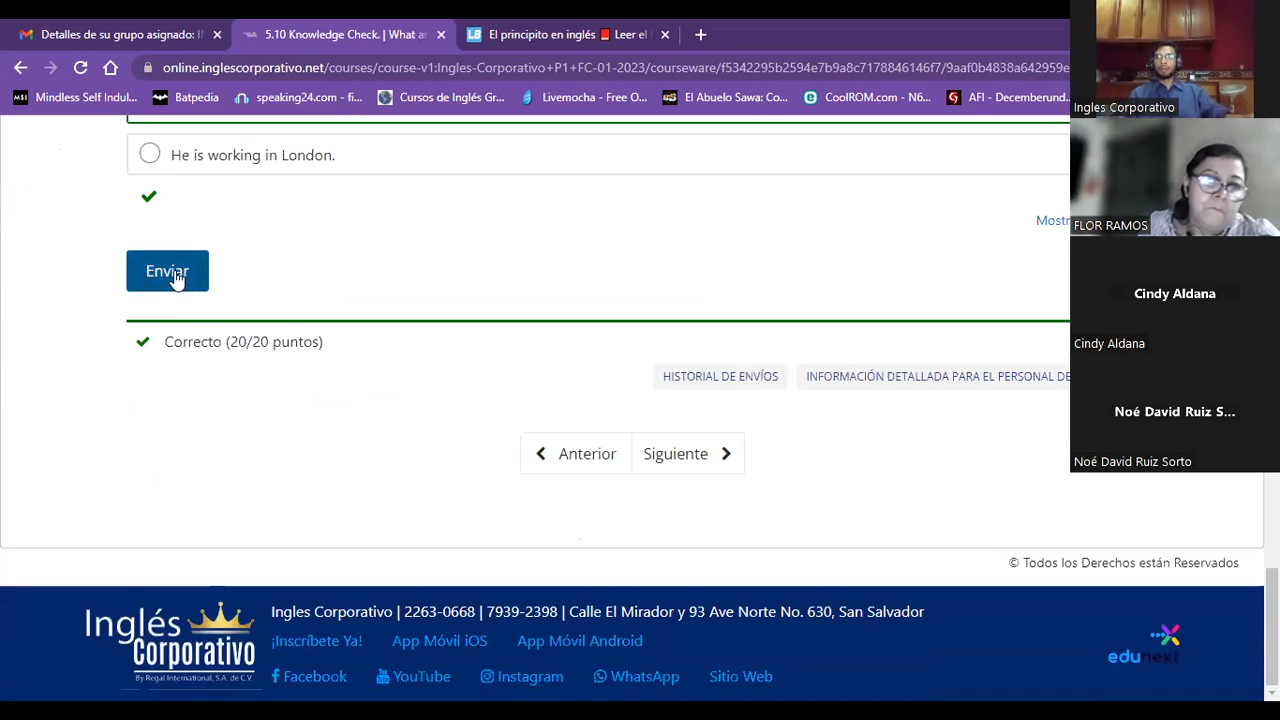 Detalles de su grupo asignado: I
5.10 Knowledge Check. | What a
El principito en inglés Leer el
online.inglescorporativo.net/courses/course-v1:Ingles-Corporativo+P1+FC-01-2023/courseware/f5342295b2594e7b9a8c7178846146f7/9aaf0b4838a642959e
Mindless Self Indul...
Batpedia
speaking24.com - fi...
Cursos de Inglés Gr...
Livemocha - Free O...
El Abuelo Sawa: Co...
CoolROM.com - N6...
AFI - Decemberund...
Ingles Corporativo
He is working in London.
FLOR RAMOS
Mostr
Enviar
Cindy Aldana
Cindy Aldana
Correcto (20/20 puntos)
HISTORIAL DE ENVÍOS
INFORMACIÓN DETALLADA PARA EL PERSONAL DE
Noé David Ruiz S...
Noé David Ruiz Sorto
Anterior
Siguiente
© Todos los Derechos están Reservados
Inglés
Corporativo
By Regal International, S.A. de C.V.
Ingles Corporativo | 2263-0668 | 7939-2398 | Calle El Mirador y 93 Ave Norte No. 630, San Salvador
¡Inscríbete Ya!
App Móvil iOS
App Móvil Android
Facebook
YouTube
Instagram
WhatsApp
Sitio Web
edunext